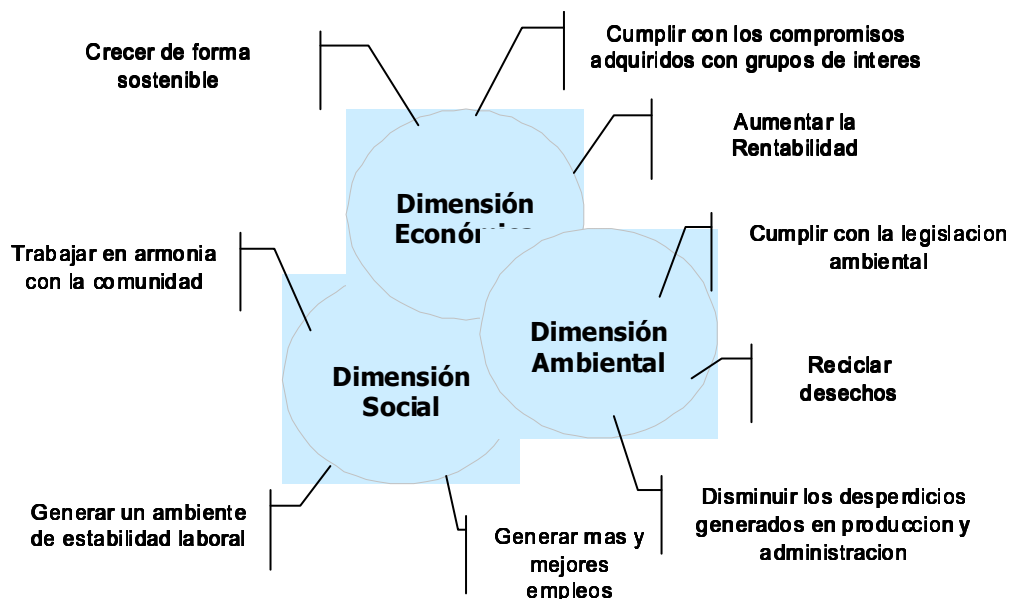 Crecer de forma
sostenible
Cumplir con los compromisos
adquiridos con grupos de interes
Aumentar la
Rentabilidad
Dimensión
Trabajar en armonia
con la comunidad
Cumplir con la legislacion
ambiental
Dimensión
Ambiental
Dimensión
Social
Reciclar
desechos
Generar un ambiente
de estabilidad laboral
Generar mas y
mejores
empleos
Disminuir los desperdicios
generados en produccion y
administracion